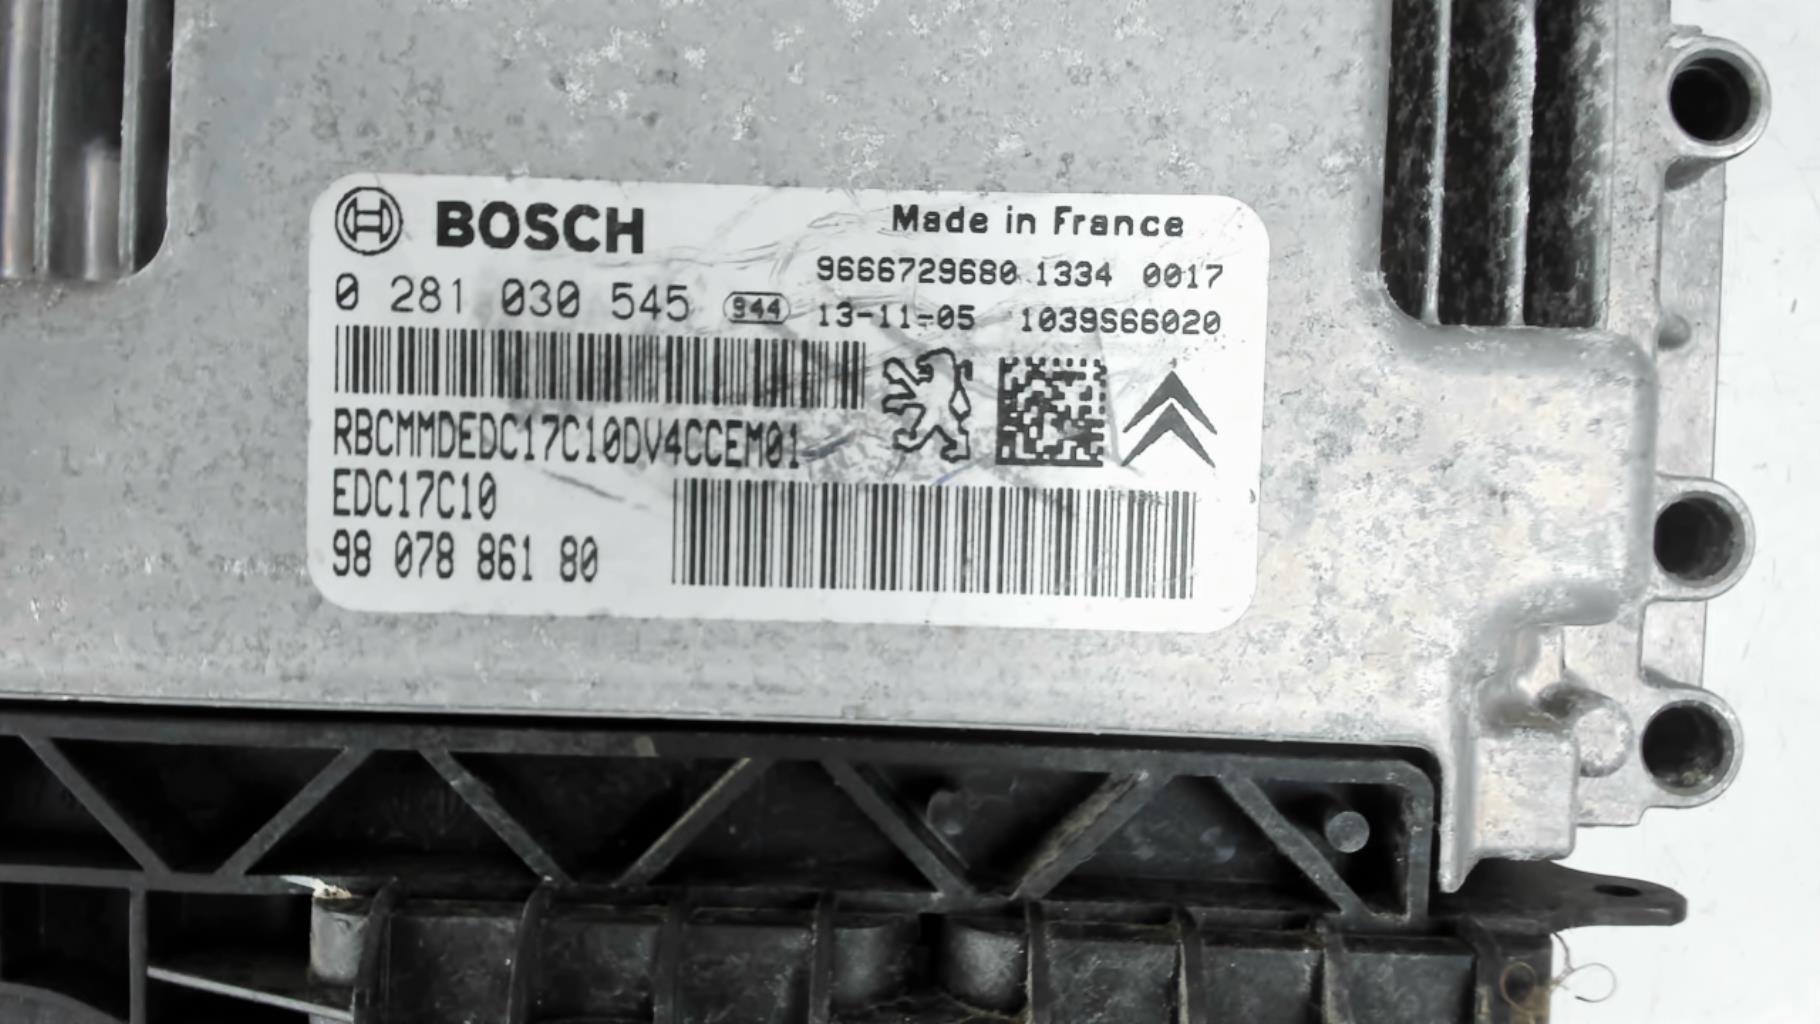 BOSCH
Made in France
9666729680 1334 0017
0 281 030 545 944
13-11-05 1039S66020
RBCMMDEDC17C10DV4CCEM01
EDC17C10
98 078 861 80